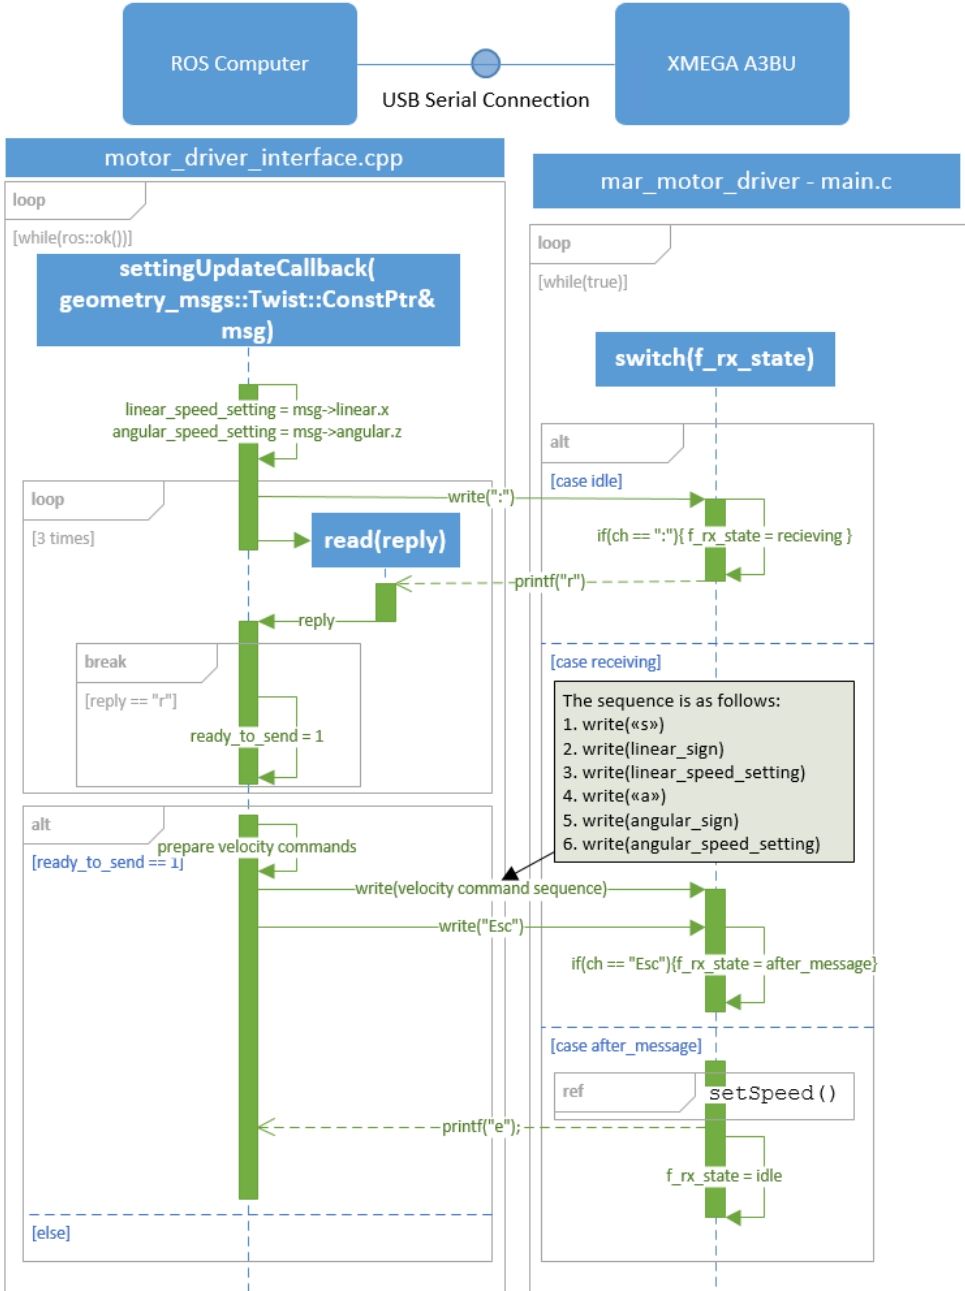 ROS Computer
XMEGA A3BU
USB Serial Connection
motor_driver_interface.cpp
mar_motor_driver - main.c
loop
[while(ros::ok())]
settingUpdateCallback(
geometry_msgs::Twist::ConstPtr&
msg)
loop
[while(true)]
switch(f_rx_state)
linear_speed_setting = msg->linear.x
angular_speed_setting = msg->angular.z
alt
[case idle]
loop
[3 times]
write(":")
read(reply)
if(ch == ":"){ f_rx_state = recieving }
printf("r")
reply
break
[reply == "r"]
ready_to_send = 1
[case receiving]
The sequence is as follows:
1. write(«s»)
2. write(linear_sign)
3. write(linear_speed_setting)
4. write(«a»)
5. write(angular_sign)
6. write(angular_speed_setting)
alt
prepare velocity commands
[ready_to_send == 1]
write(velocity command sequence)
write("Esc")
if(ch == "Esc"){f_rx_state = after_message}
[case after_message]
ref
setSpeed()
printf("e");
f_rx_state = idle
[else]